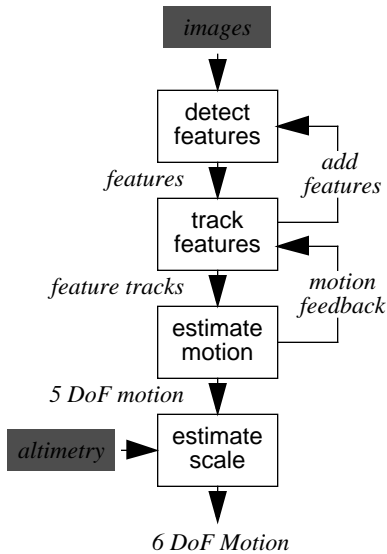 images
detect
features
features
add
features
track
features
feature tracks
motion
feedback
estimate
motion
5 DoF motion
altimetry
estimate
scale
6 DoF Motion